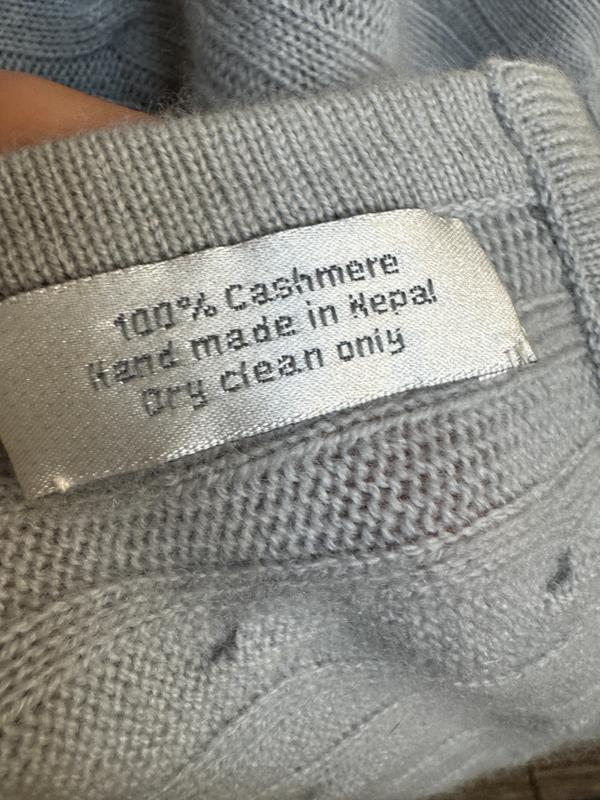 100% Cashmere
Hand made in Nepal
Dry clean only